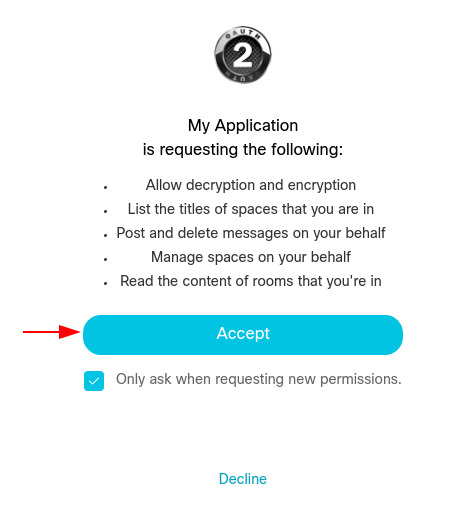 OAUTH
2
OAUTH
My Application
is requesting the following:
Allow decryption and encryption
List the titles of spaces that you are in
Post and delete messages on your behalf
Manage spaces on your behalf
Read the content of rooms that you're in
Accept
Only ask when requesting new permissions.
Decline